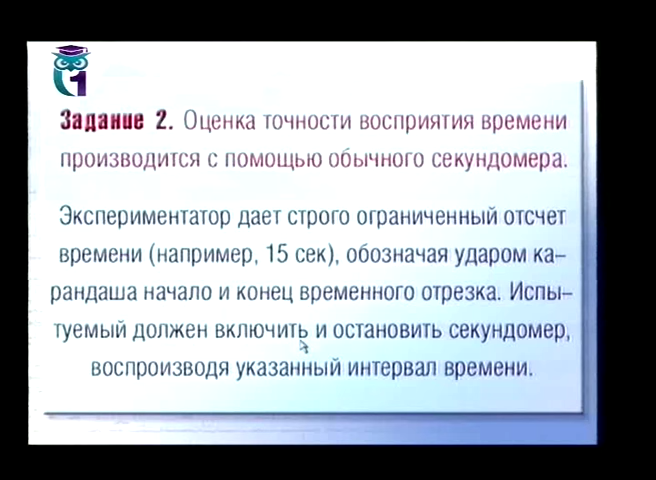 1
Задание 2. Оценка точности восприятия времени
производится с помощью обычного секундомера.
Экспериментатор дает строго ограниченный отсчет
времени (например, 15 сек), обозначая ударом ка–
рандаша начало и конец временного отрезка. Испы–
туемый должен включить и остановить секундомер,
воспроизводя указанный интервал времени.